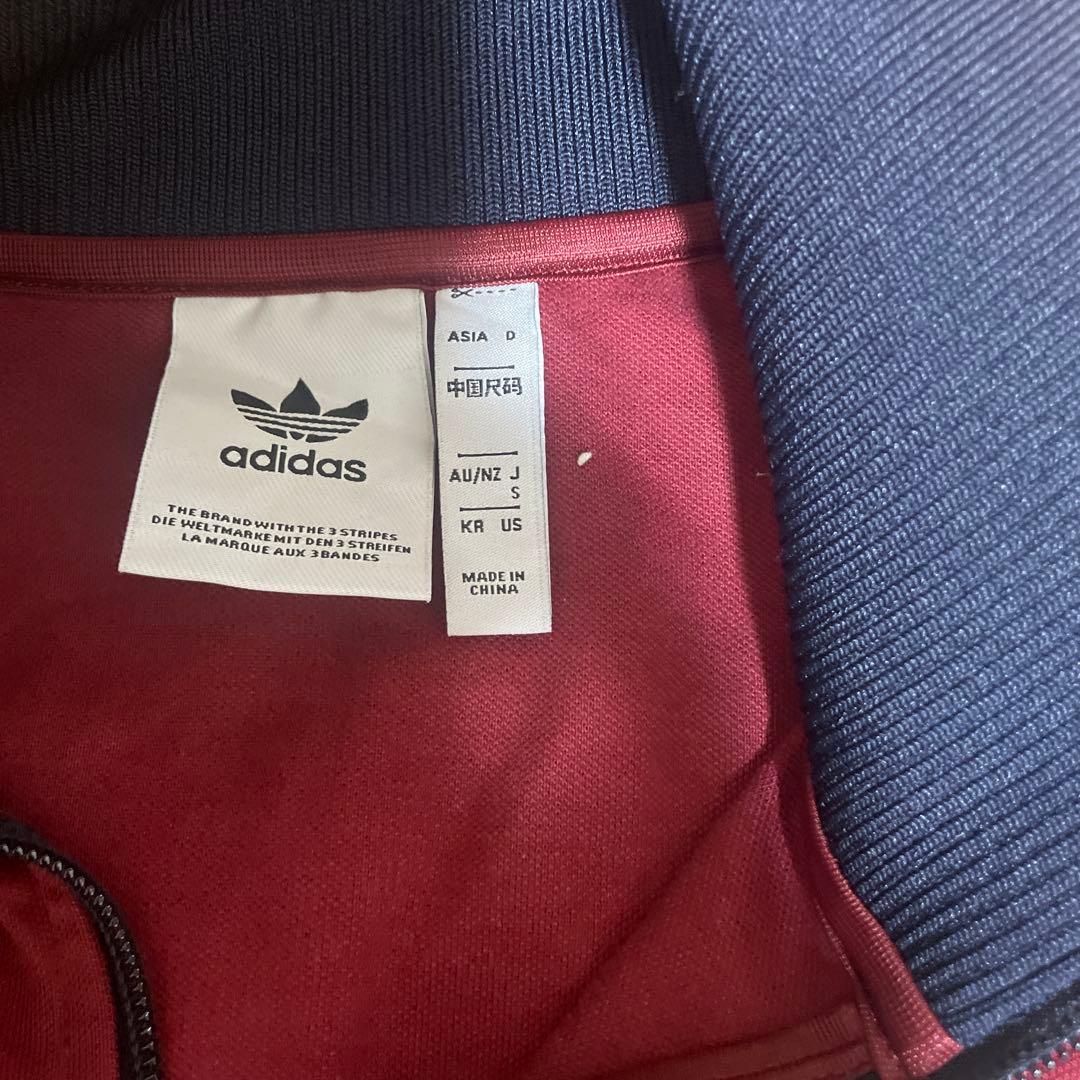 adidas
THE BRAND WITH THE 3 STRIPES
DIE WELTMARKE MIT DEN 3 STREIFEN
LA MARQUE AUX 3 BANDES
ASIA D
中国尺码
AU/NZ J
S
KR US
MADE IN
CHINA